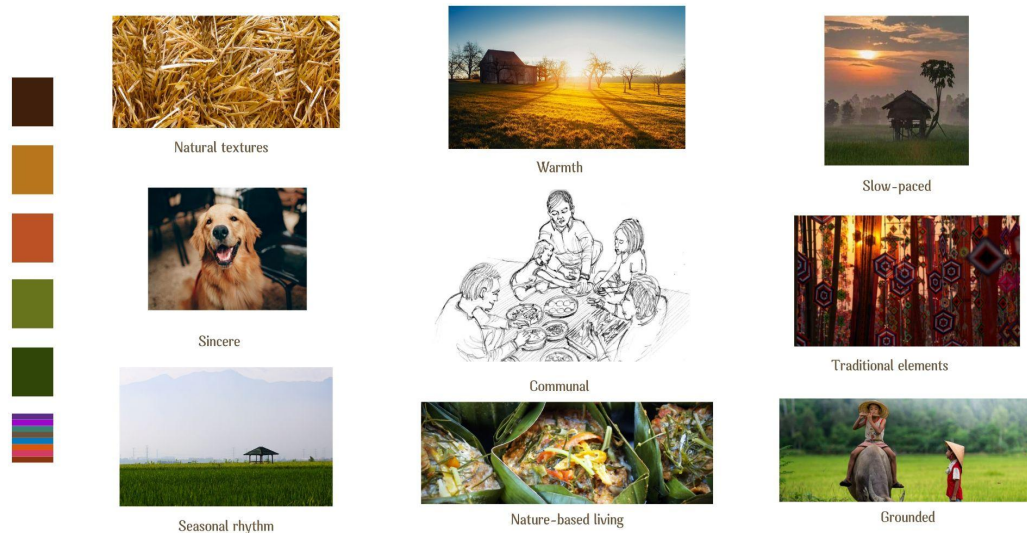 Natural textures
Warmth
Slow-paced
Sincere
Communal
Traditional elements
Seasonal rhythm
Nature-based living
Grounded